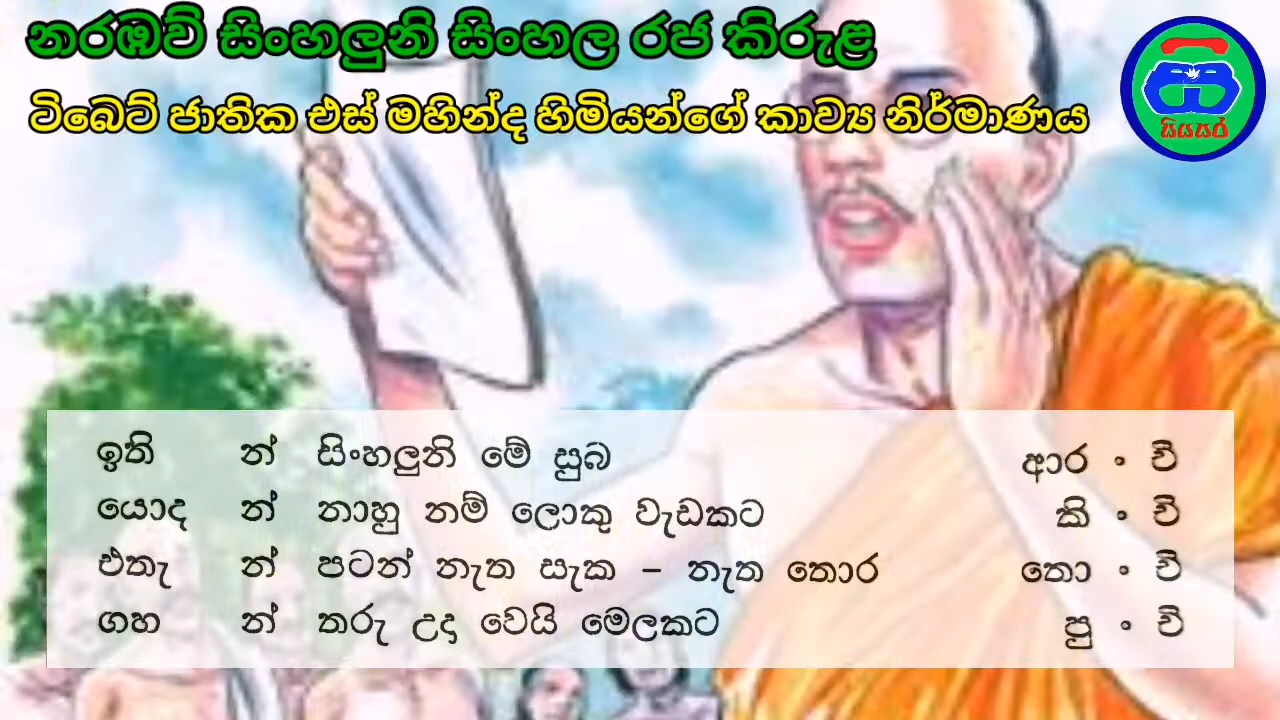 නරඹව් සිංහලුනි සිංහල රජ කිරුළ
ටිබෙට් ජාතික එස් මහින්ද හිමියන්ගේ කාව්‍ය නිර්මාණය
සියසර
ඉති න් සිංහලුනි මේ සුබ ආර ං චි
යොද න් නාහු නම් ලොකු වැඩකට කි ං චි
එතැ න් පටන් නැත සැක – නැත තොර තො ං චි
ගහ න් තරු උදා වෙයි මෙලකට පු ං චි